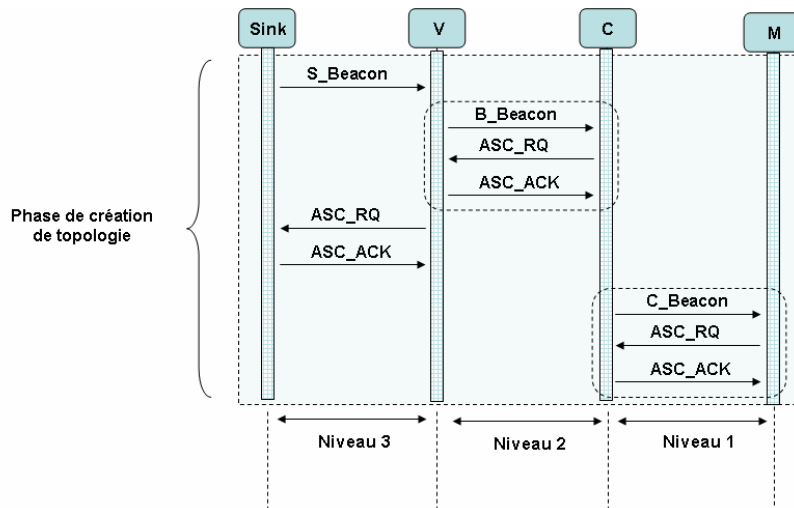 Sink
V
C
M
S_Beacon
B_Beacon
ASC_RQ
ASC_ACK
Phase de création
de topologie
ASC_RQ
ASC_ACK
C_Beacon
ASC_RQ
ASC_ACK
Niveau 3
Niveau 2
Niveau 1